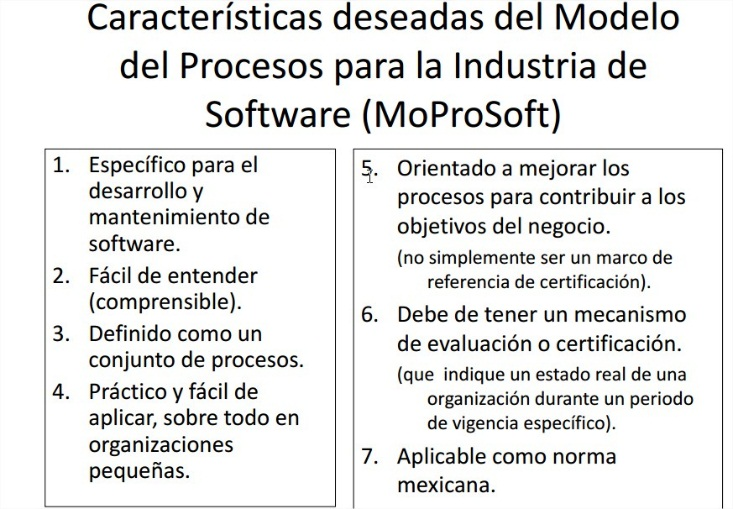 Características deseadas del Modelo
del Procesos para la Industria de
Software (MoProSoft)
1. Específico para el
desarrollo y
mantenimiento de
software.
2. Fácil de entender
(comprensible).
3. Definido como un
conjunto de procesos.
4. Práctico y fácil de
aplicar, sobre todo en
organizaciones
pequeñas.
5. Orientado a mejorar los
procesos para contribuir a los
objetivos del negocio.
(no simplemente ser un marco de
referencia de certificación).
6. Debe de tener un mecanismo
de evaluación o certificación.
(que indique un estado real de una
organización durante un periodo
de vigencia específico).
7. Aplicable como norma
mexicana.